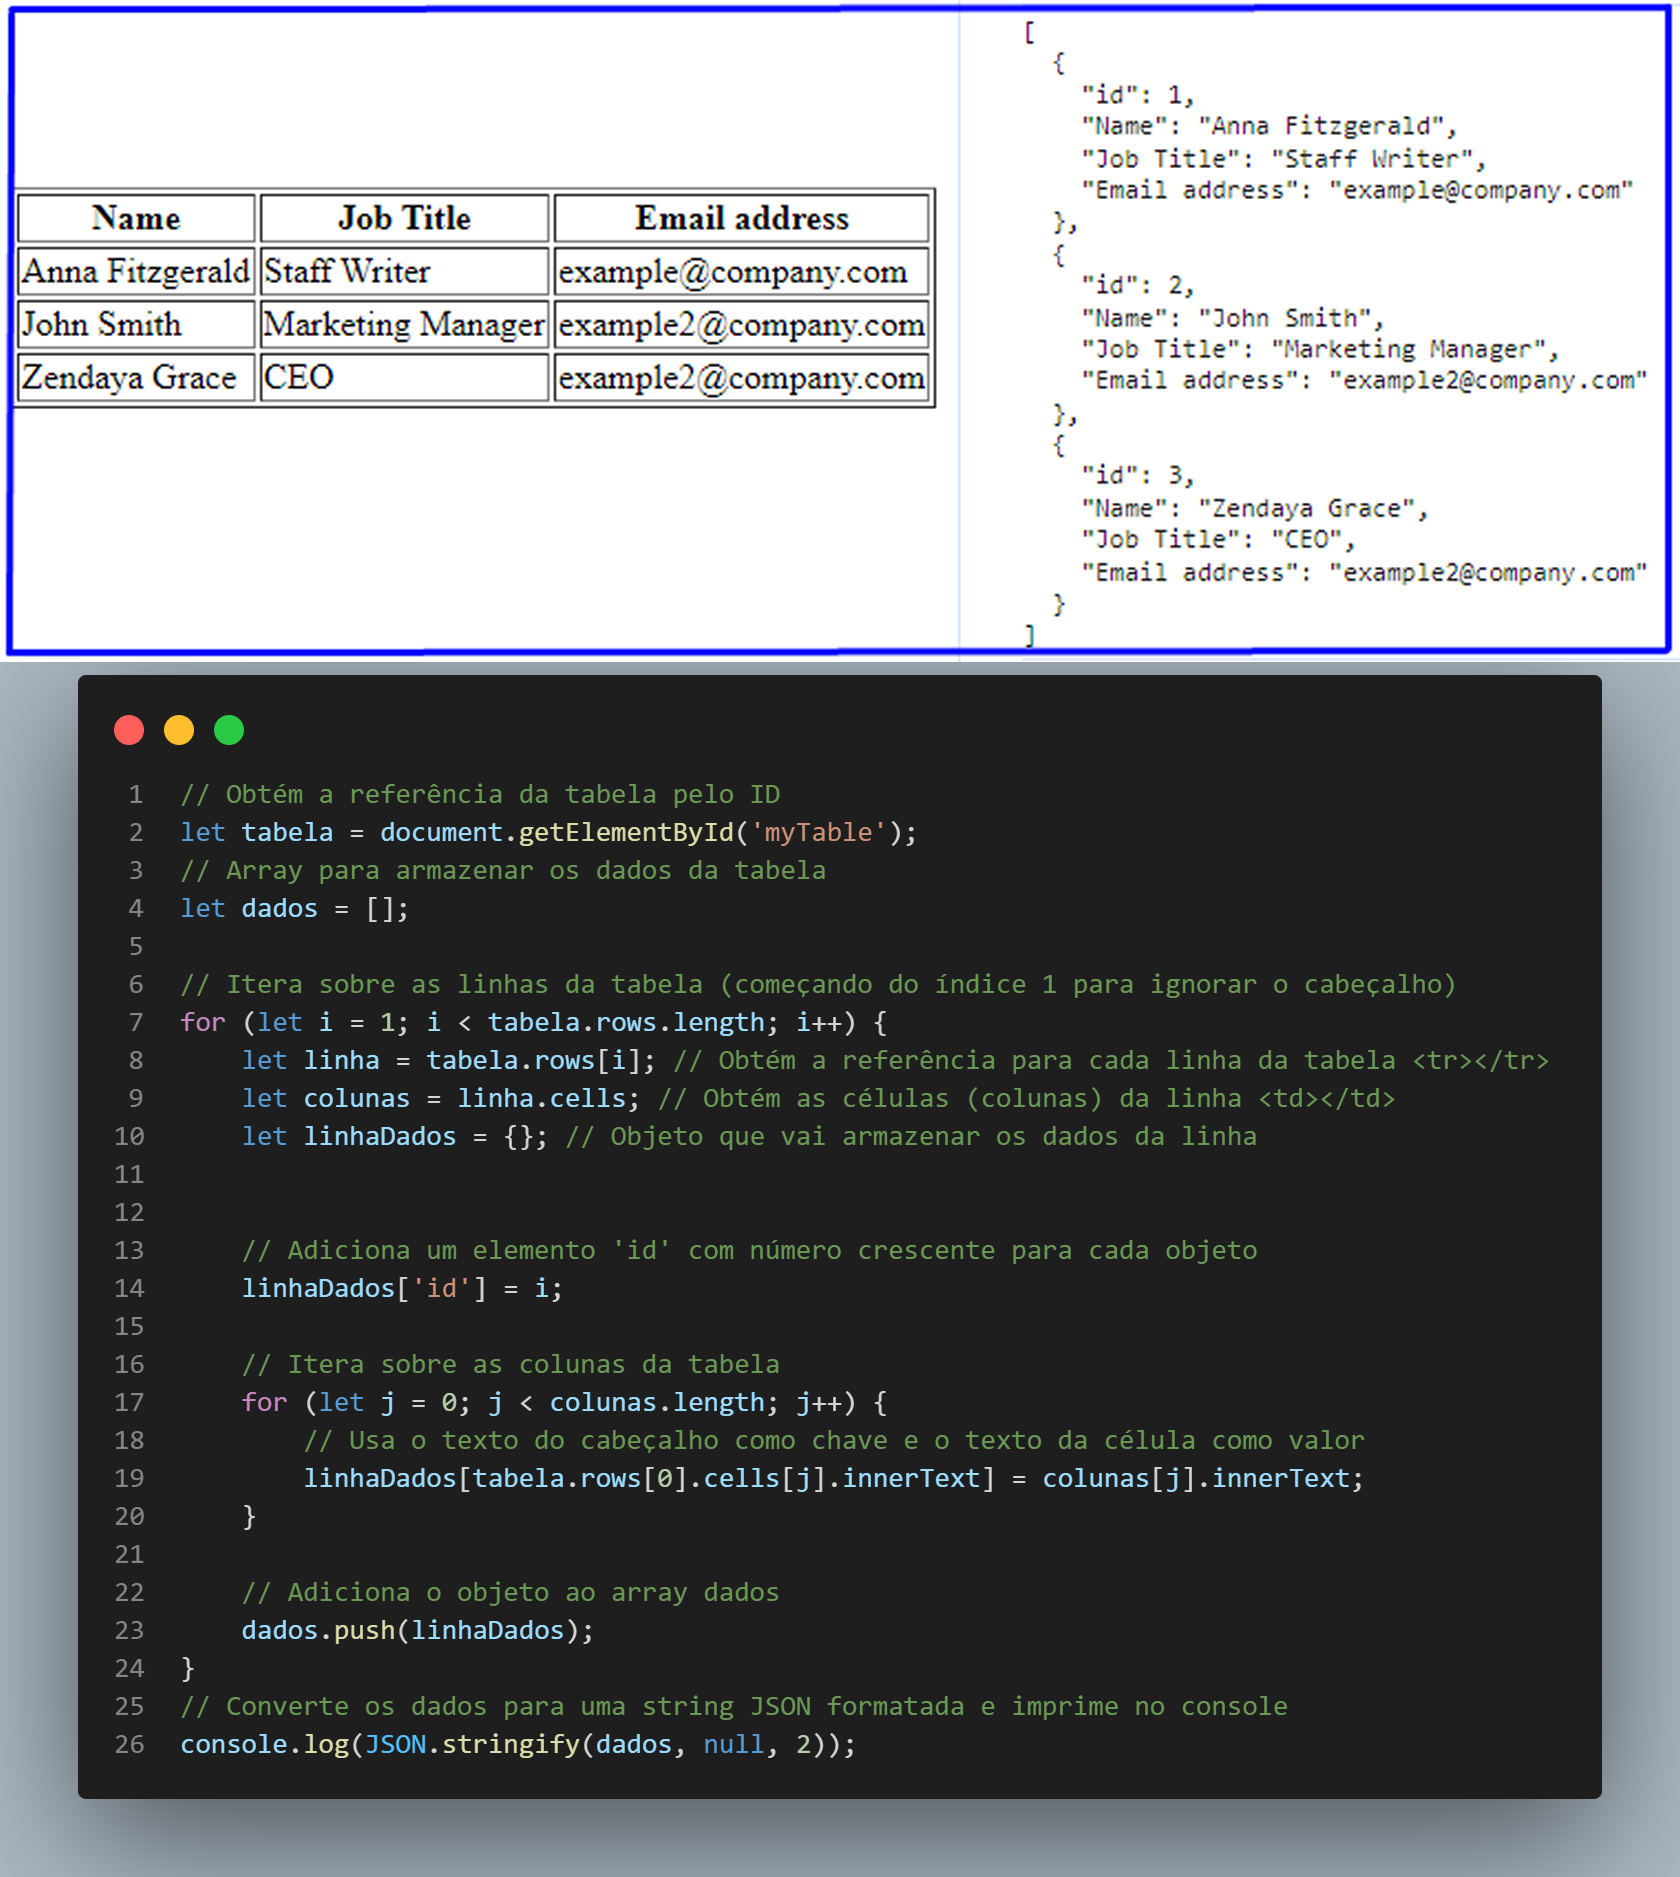 Name Job Title Email address
Anna Fitzgerald Staff Writer example@company.com
John Smith Marketing Manager example2@company.com
Zendaya Grace CEO example2@company.com
[
{
"id": 1,
"Name": "Anna Fitzgerald",
"Job Title": "Staff Writer",
"Email address": "example@company.com"
},
{
"id": 2,
"Name": "John Smith",
"Job Title": "Marketing Manager",
"Email address": "example2@company.com"
},
{
"id": 3,
"Name": "Zendaya Grace",
"Job Title": "CEO",
"Email address": "example2@company.com"
}
]
1 // Obtém a referência da tabela pelo ID
2 let tabela = document.getElementById('myTable');
3 // Array para armazenar os dados da tabela
4 let dados = [];
5
6 // Itera sobre as linhas da tabela (começando do índice 1 para ignorar o cabeçalho)
7 for (let i = 1; i < tabela.rows.length; i++) {
8 let linha = tabela.rows[i]; // Obtém a referência para cada linha da tabela <tr></tr>
9 let colunas = linha.cells; // Obtém as células (colunas) da linha <td></td>
10 let linhaDados = {}; // Objeto que vai armazenar os dados da linha
11
12
13 // Adiciona um elemento 'id' com número crescente para cada objeto
14 linhaDados['id'] = i;
15
16 // Itera sobre as colunas da tabela
17 for (let j = 0; j < colunas.length; j++) {
18 // Usa o texto do cabeçalho como chave e o texto da célula como valor
19 linhaDados[tabela.rows[0].cells[j].innerText] = colunas[j].innerText;
20 }
21
22 // Adiciona o objeto ao array dados
23 dados.push(linhaDados);
24 }
25 // Converte os dados para uma string JSON formatada e imprime no console
26 console.log(JSON.stringify(dados, null, 2));